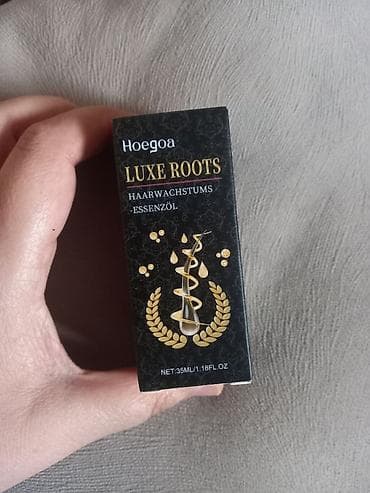 Hoegoa
LUXE ROOTS
HAARWACHSTUMS
-ESSENZÖL
NET:35ML/1.18FL.OZ